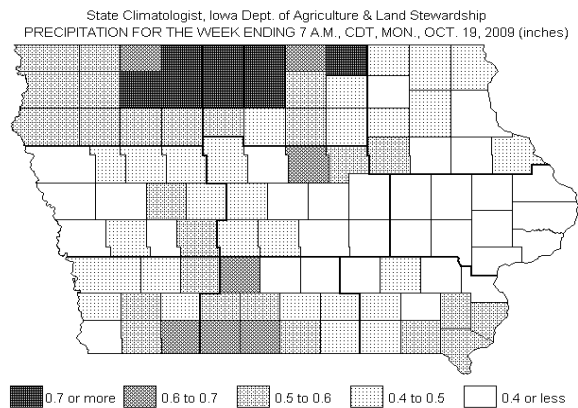 State Climatologist, Iowa Dept. of Agriculture & Land Stewardship
PRECIPITATION FOR THE WEEK ENDING 7 A.M., CDT, MON., OCT. 19, 2009 (inches)
0.7 or more 0.6 to 0.7 0.5 to 0.6 0.4 to 0.5 0.4 or less